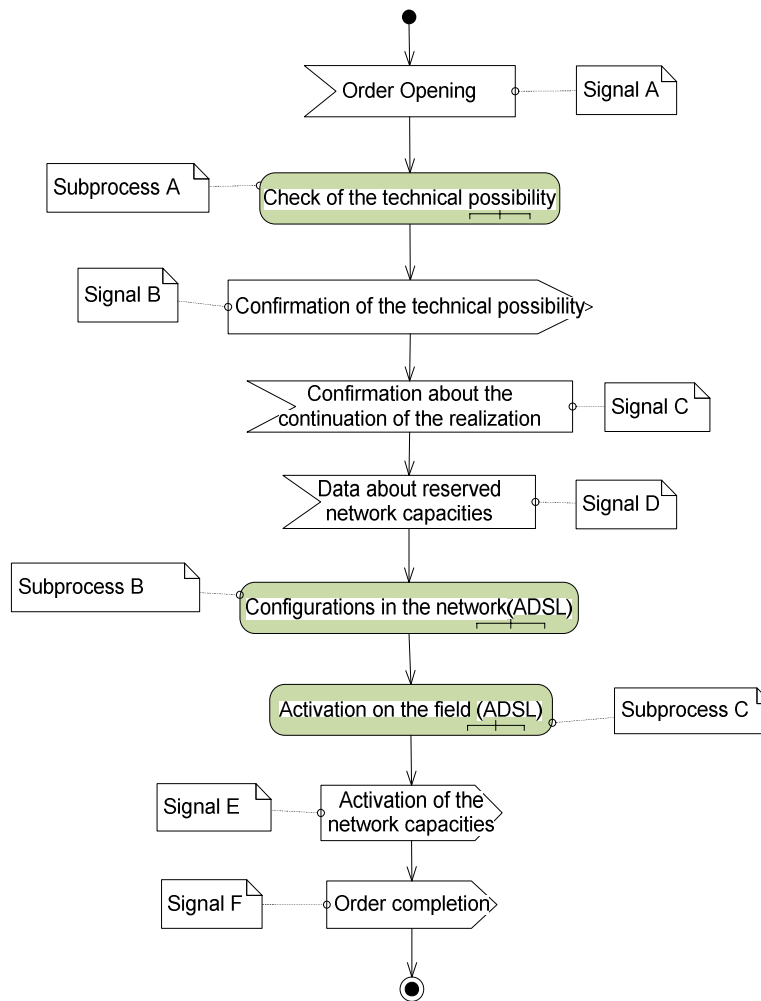 Order Opening
Signal A
Subprocess A
Check of the technical possibility
Signal B
Confirmation of the technical possibility
Confirmation about the
continuation of the realization
Signal C
Data about reserved
network capacities
Signal D
Subprocess B
Configurations in the network(ADSL)
Activation on the field (ADSL)
Subprocess C
Signal E
Activation of the
network capacities
Signal F
Order completion